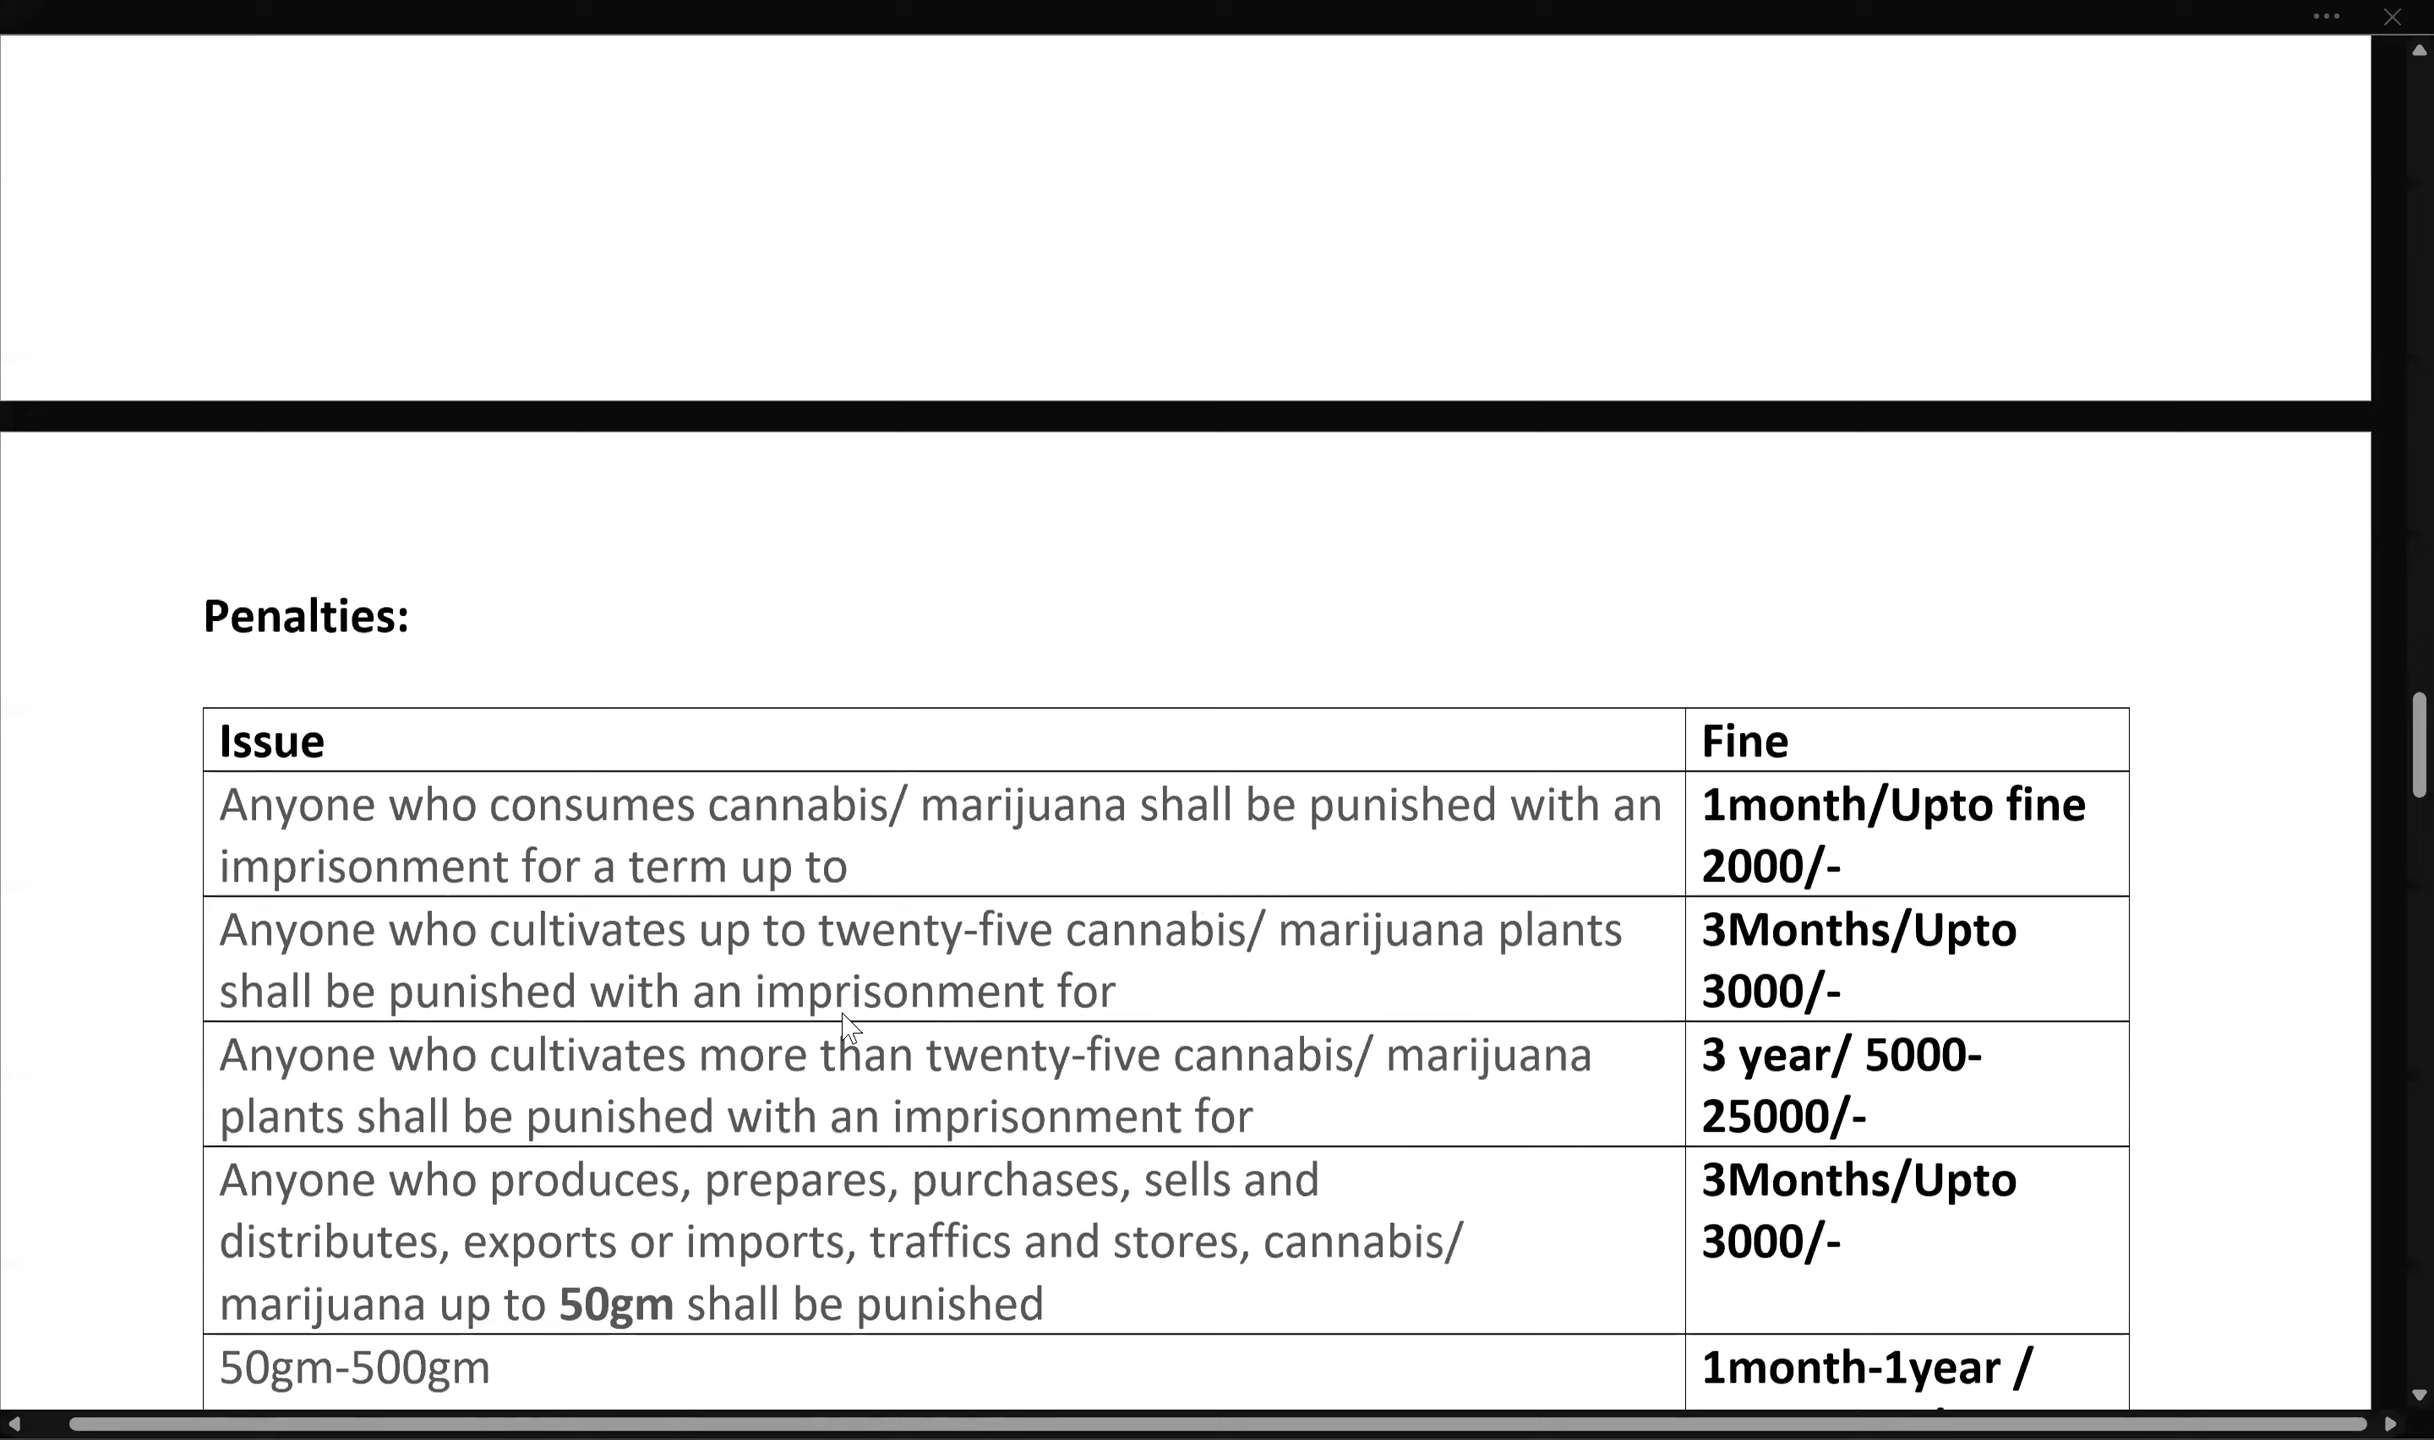 Penalties:
Issue
Fine
Anyone who consumes cannabis/ marijuana shall be punished with an
imprisonment for a term up to
1month/Upto fine
2000/-
Anyone who cultivates up to twenty-five cannabis/ marijuana plants
shall be punished with an imprisonment for
3Months/Upto
3000/-
Anyone who cultivates more than twenty-five cannabis/ marijuana
plants shall be punished with an imprisonment for
3 year/ 5000-
25000/-
Anyone who produces, prepares, purchases, sells and
distributes, exports or imports, traffics and stores, cannabis/
marijuana up to 50gm shall be punished
3Months/Upto
3000/-
50gm-500gm
1month-1year /